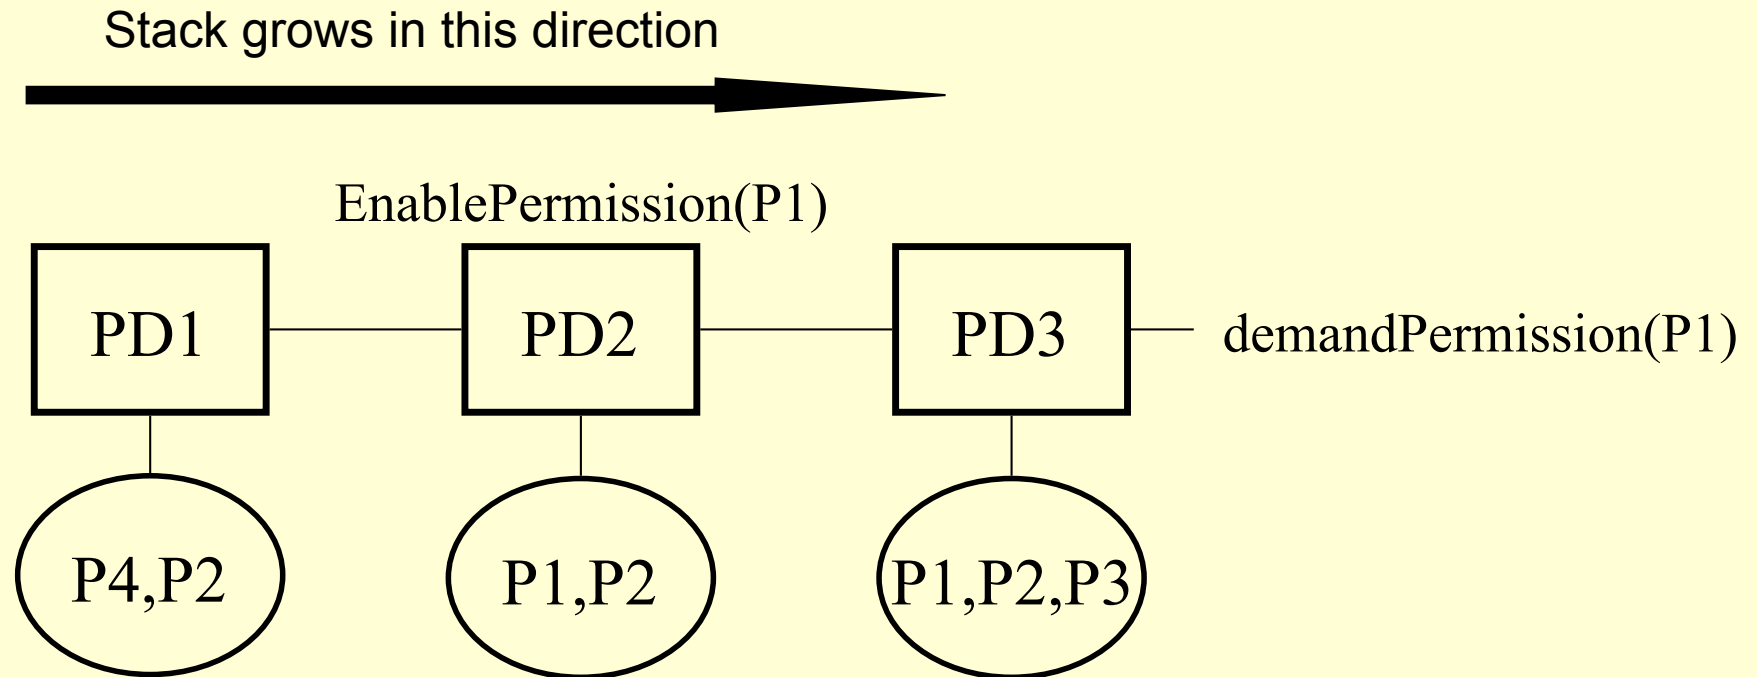 Stack grows in this direction
EnablePermission(P1)
PD1
PD2
PD3
demandPermission(P1)
P4,P2
P1,P2
P1,P2,P3